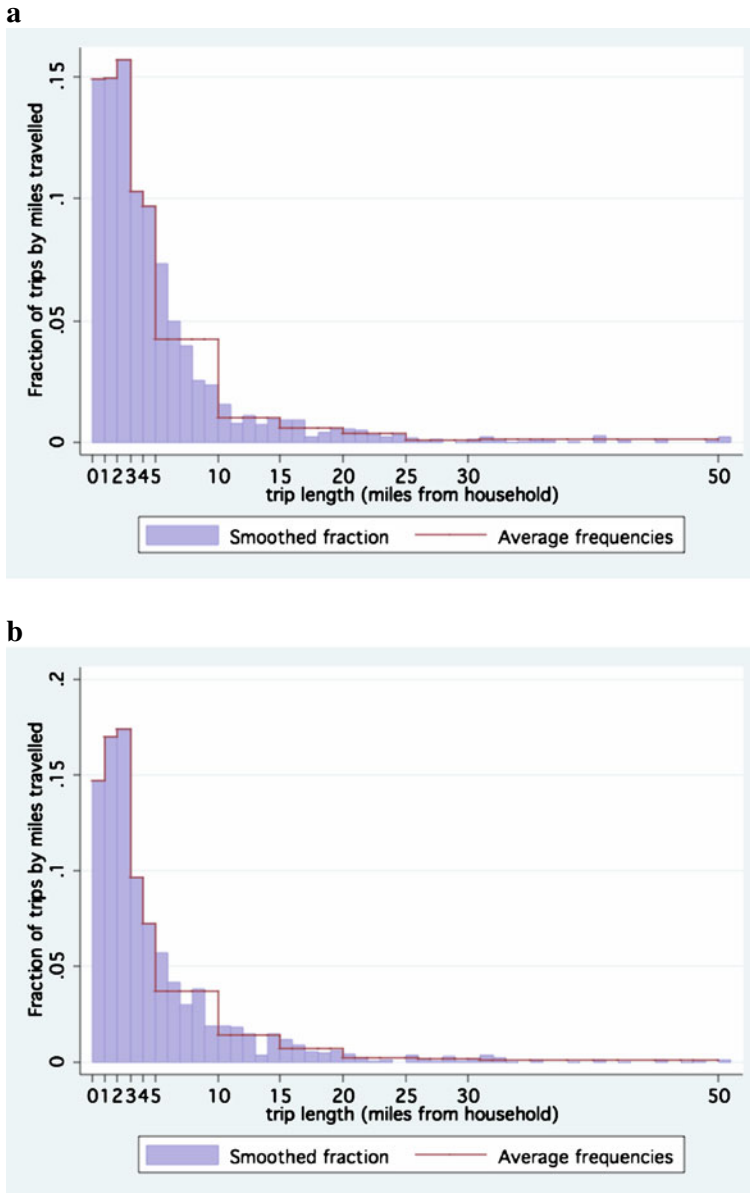 a
Fraction of trips by miles travelled
.15
.1
.05
0
0 1 2 3 4 5 10 15 20 25 30 50
trip length (miles from household)
Smoothed fraction Average frequencies
b
Fraction of trips by miles travelled
.2
.15
.1
.05
0
0 1 2 3 4 5 10 15 20 25 30 50
trip length (miles from household)
Smoothed fraction Average frequencies